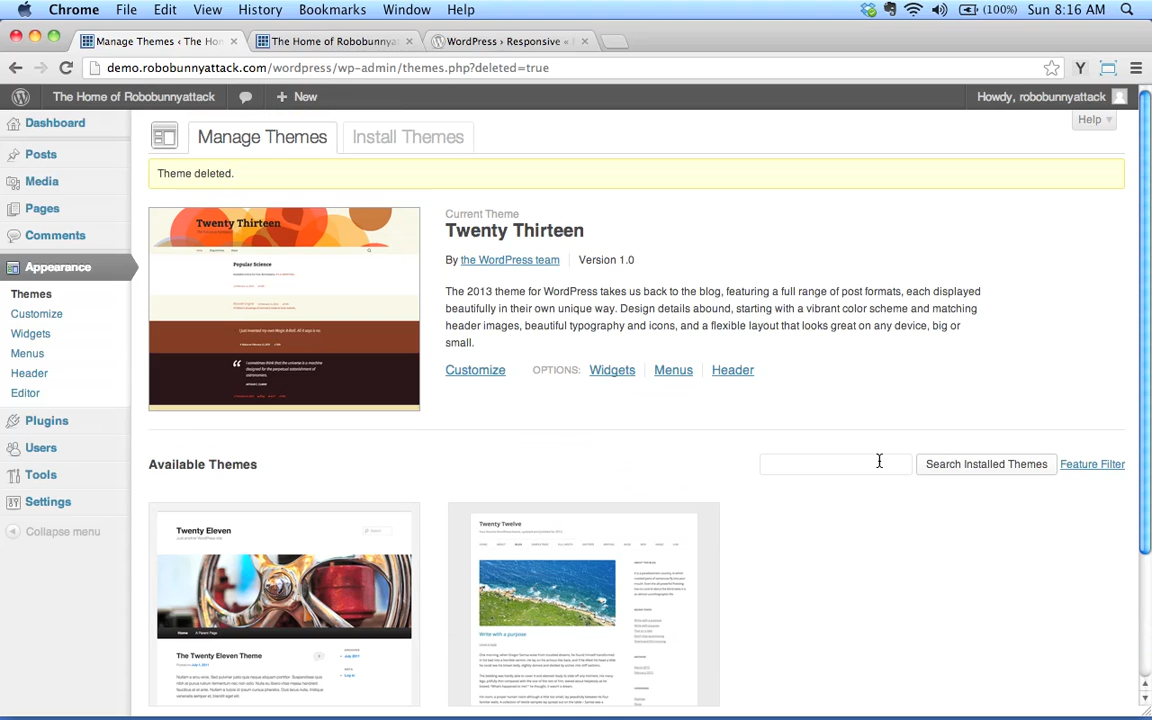 Chrome File Edit View History Bookmarks Window Help (100%) Sun 8:16 AM
Manage Themes ‹ The Hom The Home of Robobunnyat WordPress › Responsive «
demo.robobunnyattack.com/wordpress/wp-admin/themes.php?deleted=true
The Home of Robobunnyattack + New Howdy, robobunnyattack
Help
Dashboard
Posts
Media
Pages
Comments
Appearance
Themes
Customize
Widgets
Menus
Header
Editor
Plugins
Users
Tools
Settings
Collapse menu
Manage Themes Install Themes
Theme deleted.
Twenty Thirteen
Popular Science
Current Theme
Twenty Thirteen
By the WordPress team Version 1.0
The 2013 theme for WordPress takes us back to the blog, featuring a full range of post formats, each displayed
beautifully in their own unique way. Design details abound, starting with a vibrant color scheme and matching
header images, beautiful typography and icons, and a flexible layout that looks great on any device, big or
small.
Customize OPTIONS: Widgets Menus Header
Available Themes Search Installed Themes Feature Filter
Twenty Eleven
Home A Parent Page
The Twenty Eleven Theme
Twenty Twelve
Write with a purpose